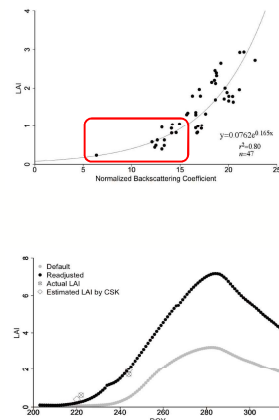 4
3
2
1
0
LAI
y=0.0762e^0.165x
r²=0.80
n=47
0 5 10 15 20 25
Normalized Backscattering Coefficient
8
6
4
2
0
LAI
Default
Readjusted
Actual LAI
Estimated LAI by CSK
200 220 240 260 280 300